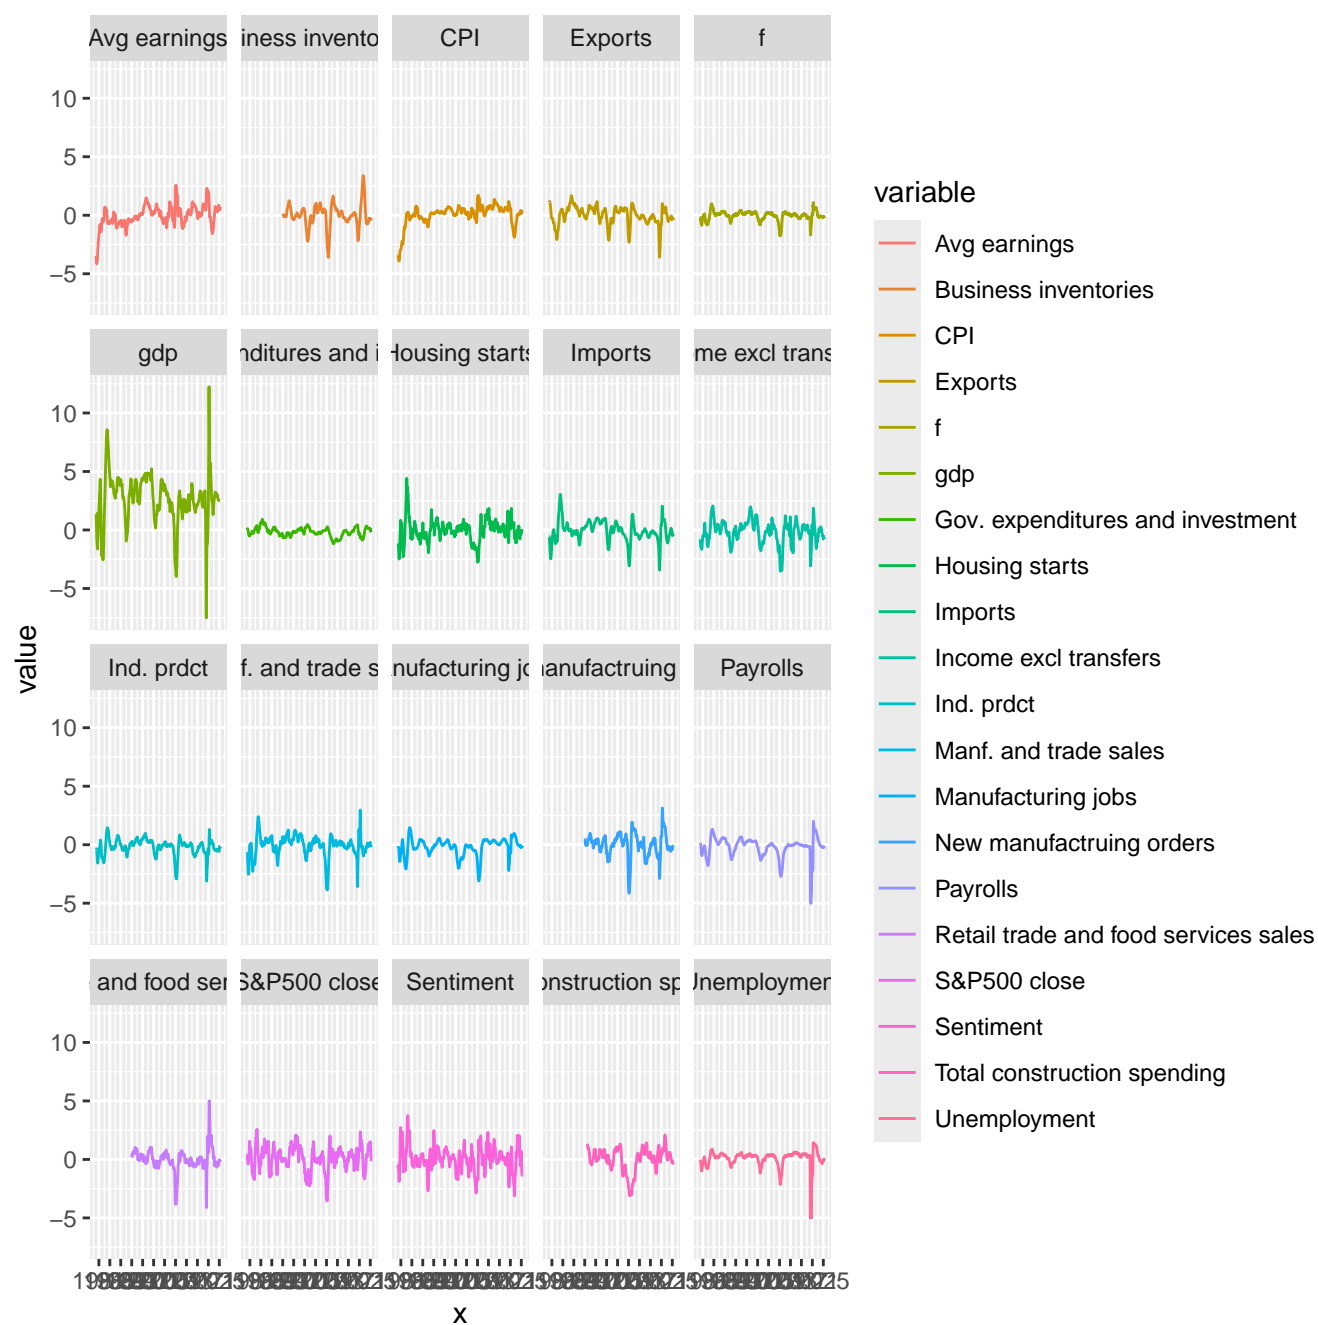 Avg earnings iness invento CPI Exports f
10
5
0
−5
gdp nditures and i Housing starts Imports me excl trans
10
5
0
−5
Ind. prdct f. and trade s nufacturing jo manufactruing Payrolls
10
5
0
−5
and food ser S&P500 close Sentiment onstruction sp Unemploymen
10
5
0
−5
value
x
variable
Avg earnings
Business inventories
CPI
Exports
f
gdp
Gov. expenditures and investment
Housing starts
Imports
Income excl transfers
Ind. prdct
Manf. and trade sales
Manufacturing jobs
New manufactruing orders
Payrolls
Retail trade and food services sales
S&P500 close
Sentiment
Total construction spending
Unemployment